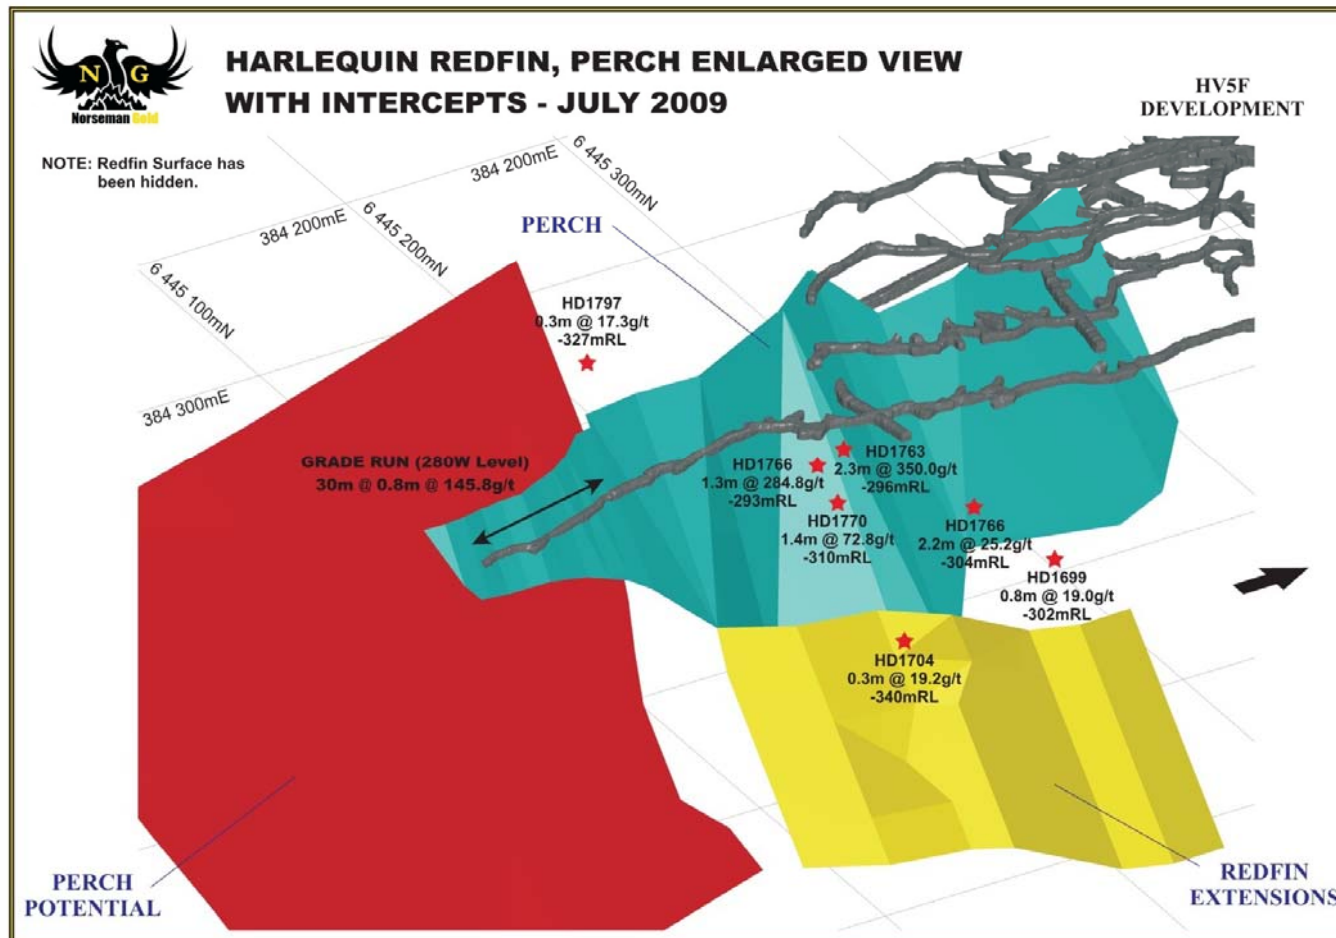 N G
Norseman Gold
HARLEQUIN REDFIN, PERCH ENLARGED VIEW
WITH INTERCEPTS - JULY 2009
HV5F
DEVELOPMENT
NOTE: Redfin Surface has
been hidden.
384 200mE
6 445 300mN
384 200mE
6 445 200mN
6 445 100mN
384 300mE
PERCH
HD1797
0.3m @ 17.3g/t
-327mRL
GRADE RUN (280W Level)
30m @ 0.8m @ 145.8g/t
HD1766
1.3m @ 284.8g/t
-293mRL
HD1763
2.3m @ 350.0g/t
-296mRL
HD1770
1.4m @ 72.8g/t
-310mRL
HD1766
2.2m @ 25.2g/t
-304mRL
HD1699
0.8m @ 19.0g/t
-302mRL
HD1704
0.3m @ 19.2g/t
-340mRL
PERCH
POTENTIAL
REDFIN
EXTENSIONS